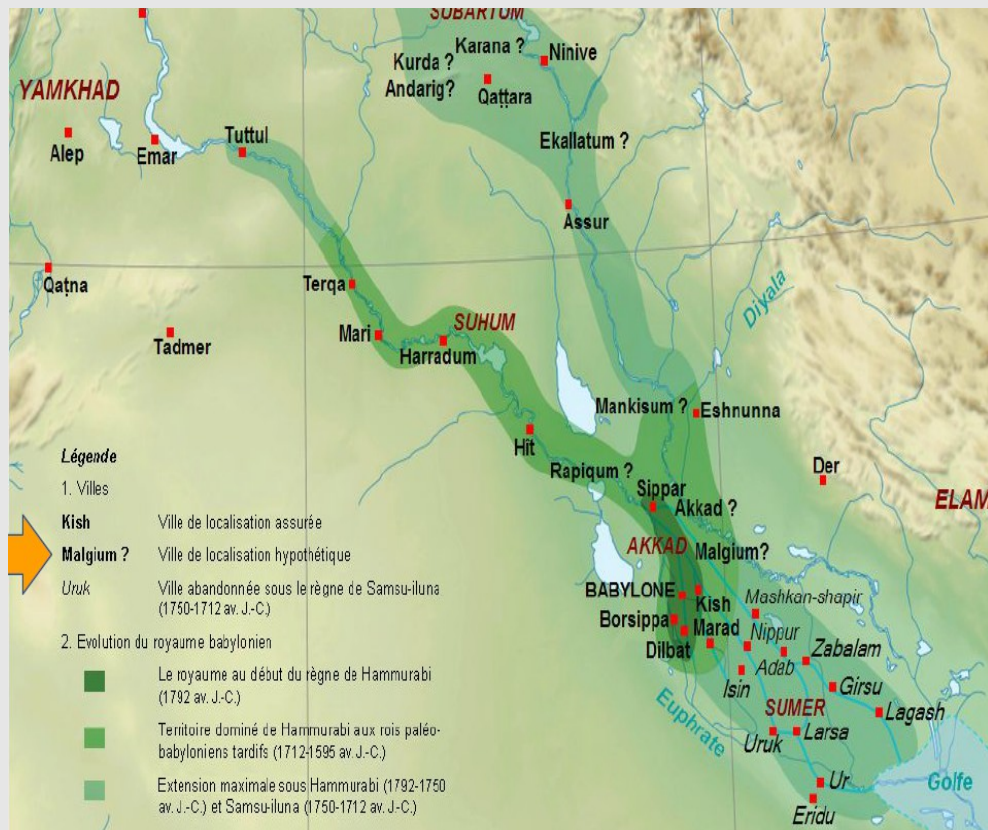 SUBARTUM
Karana ?
Ninive
Kurda ?
Andarig?
Qaṭṭara
YAMKHAD
Alep
Emar
Tuttul
Ekallatum ?
Assur
Qaṭna
Terqa
Diyala
Tadmer
Mari
SUHUM
Harradum
Mankisum ?
Eshnunna
Hit
Rapiqum ?
Der
Sippar
Akkad ?
ELAM
AKKAD
Malgium?
BABYLONE
Kish
Mashkan-shapir
Borsippa
Marad
Nippur
Dilbat
Zabalam
Adab
Isin
Girsu
Euphrate
SUMER
Lagash
Uruk
Larsa
Ur
Golfe
Eridu
Légende
1. Villes
Kish Ville de localisation assurée
Malgium ? Ville de localisation hypothétique
Uruk Ville abandonnée sous le règne de Samsu-iluna
(1750-1712 av. J.-C.)
2. Evolution du royaume babylonien
Le royaume au début du règne de Hammurabi
(1792 av. J.-C.)
Territoire dominé de Hammurabi aux rois paléo-
babyloniens tardifs (1712-1595 av. J.-C.)
Extension maximale sous Hammurabi (1792-1750
av. J.-C.) et Samsu-iluna (1750-1712 av. J.-C.)